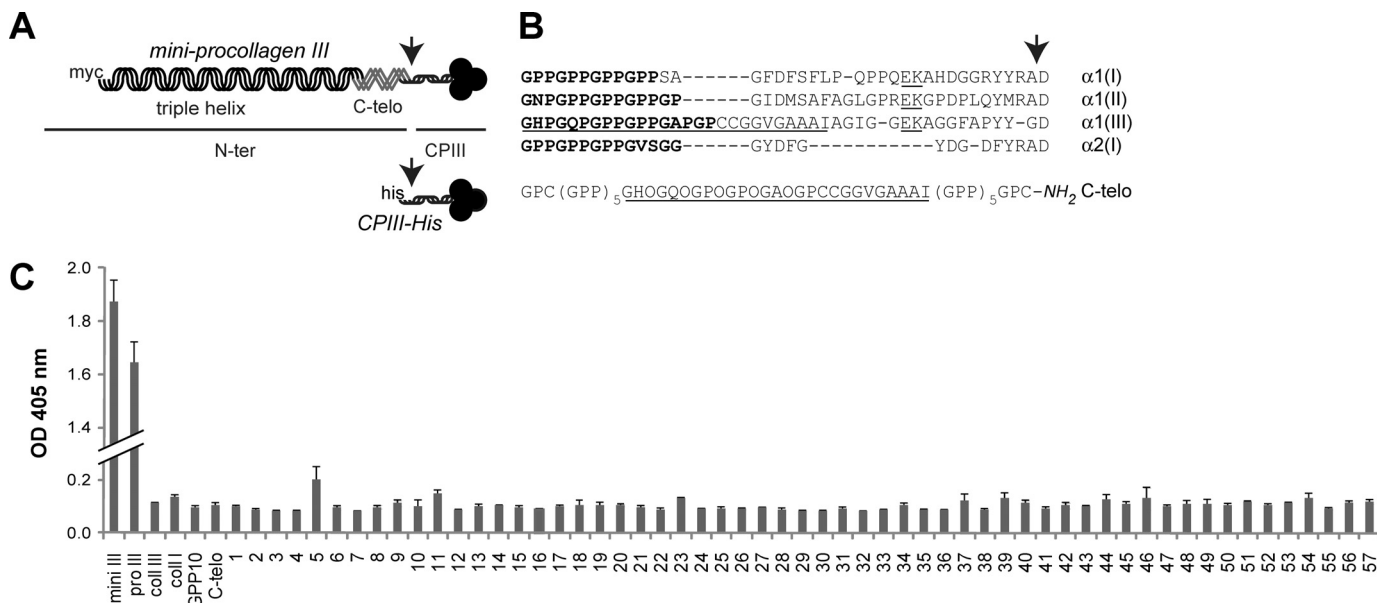 A
mini-procollagen III
myc
triple helix
C-telo
N-ter
CPIII
his
CPIII-His
B
GPPGPPGPPGPPSA------GFDFSFLP-QPPQEKAHDGGRYYRAD α1(I)
GNPGPPGPPGPPGP------GIDMSAFAGLGPREKGPDPLQYMRAD α1(II)
GHPGQPGPPGPPGAPGPCCGGVGAAAIAGIG-GEKAGGFAPYY-GD α1(III)
GPPGPPGPPGVSGG------GYDFG-----------YDG-DFYRAD α2(I)
GPC(GPP)5GHOGQOGPOGPOGAOGPCCGGVGAAAI(GPP)5GPC-NH2 C-telo
C
OD 405 nm
2.0
1.8
1.6
1.4
0.2
0.0
mini III
pro III
coll III
coll I
GPP10
C-telo
1
2
3
4
5
6
7
8
9
10
11
12
13
14
15
16
17
18
19
20
21
22
23
24
25
26
27
28
29
30
31
32
33
34
35
36
37
38
39
40
41
42
43
44
45
46
47
48
49
50
51
52
53
54
55
56
57